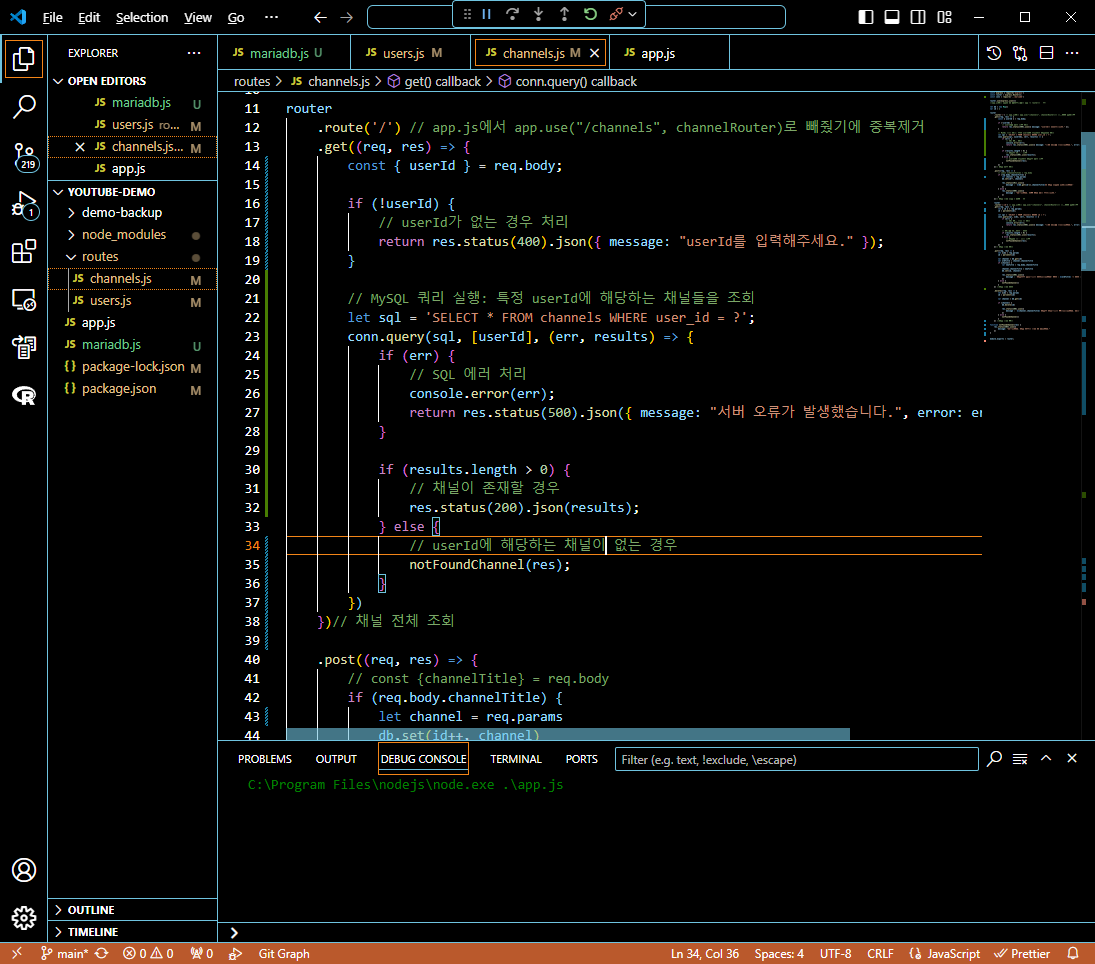 File Edit Selection View Go ···
EXPLORER ···
OPEN EDITORS
JS mariadb.js U
JS users.js ro... M
JS channels.js... M
JS app.js
YOUTUBE-DEMO
demo-backup
node_modules
routes
JS channels.js M
JS users.js M
JS app.js
JS mariadb.js U
{} package-lock.json M
{} package.json M
OUTLINE
TIMELINE
219
1
JS mariadb.js U JS users.js M JS channels.js M JS app.js
routes > JS channels.js > get() callback > conn.query() callback
11 router
12 .route('/') // app.js에서 app.use("/channels", channelRouter)로 빼줬기에 중복제거
13 .get((req, res) => {
14 const { userId } = req.body;
15
16 if (!userId) {
17 // userId가 없는 경우 처리
18 return res.status(400).json({ message: "userId를 입력해주세요." });
19 }
20
21 // MySQL 쿼리 실행: 특정 userId에 해당하는 채널들을 조회
22 let sql = 'SELECT * FROM channels WHERE user_id = ?';
23 conn.query(sql, [userId], (err, results) => {
24 if (err) {
25 // SQL 에러 처리
26 console.error(err);
27 return res.status(500).json({ message: "서버 오류가 발생했습니다.", error: er
28 }
29
30 if (results.length > 0) {
31 // 채널이 존재할 경우
32 res.status(200).json(results);
33 } else {
34 // userId에 해당하는 채널이 없는 경우
35 notFoundChannel(res);
36 }
37 })
38 })// 채널 전체 조회
39
40 .post((req, res) => {
41 // const {channelTitle} = req.body
42 if (req.body.channelTitle) {
43 let channel = req.params
44 db.set(id++, channel)
PROBLEMS OUTPUT DEBUG CONSOLE TERMINAL PORTS Filter (e.g. text, !exclude, \escape)
C:\Program Files\nodejs\node.exe .\app.js
>
main* 0 0 0 Git Graph Ln 34, Col 36 Spaces: 4 UTF-8 CRLF {} JavaScript Prettier